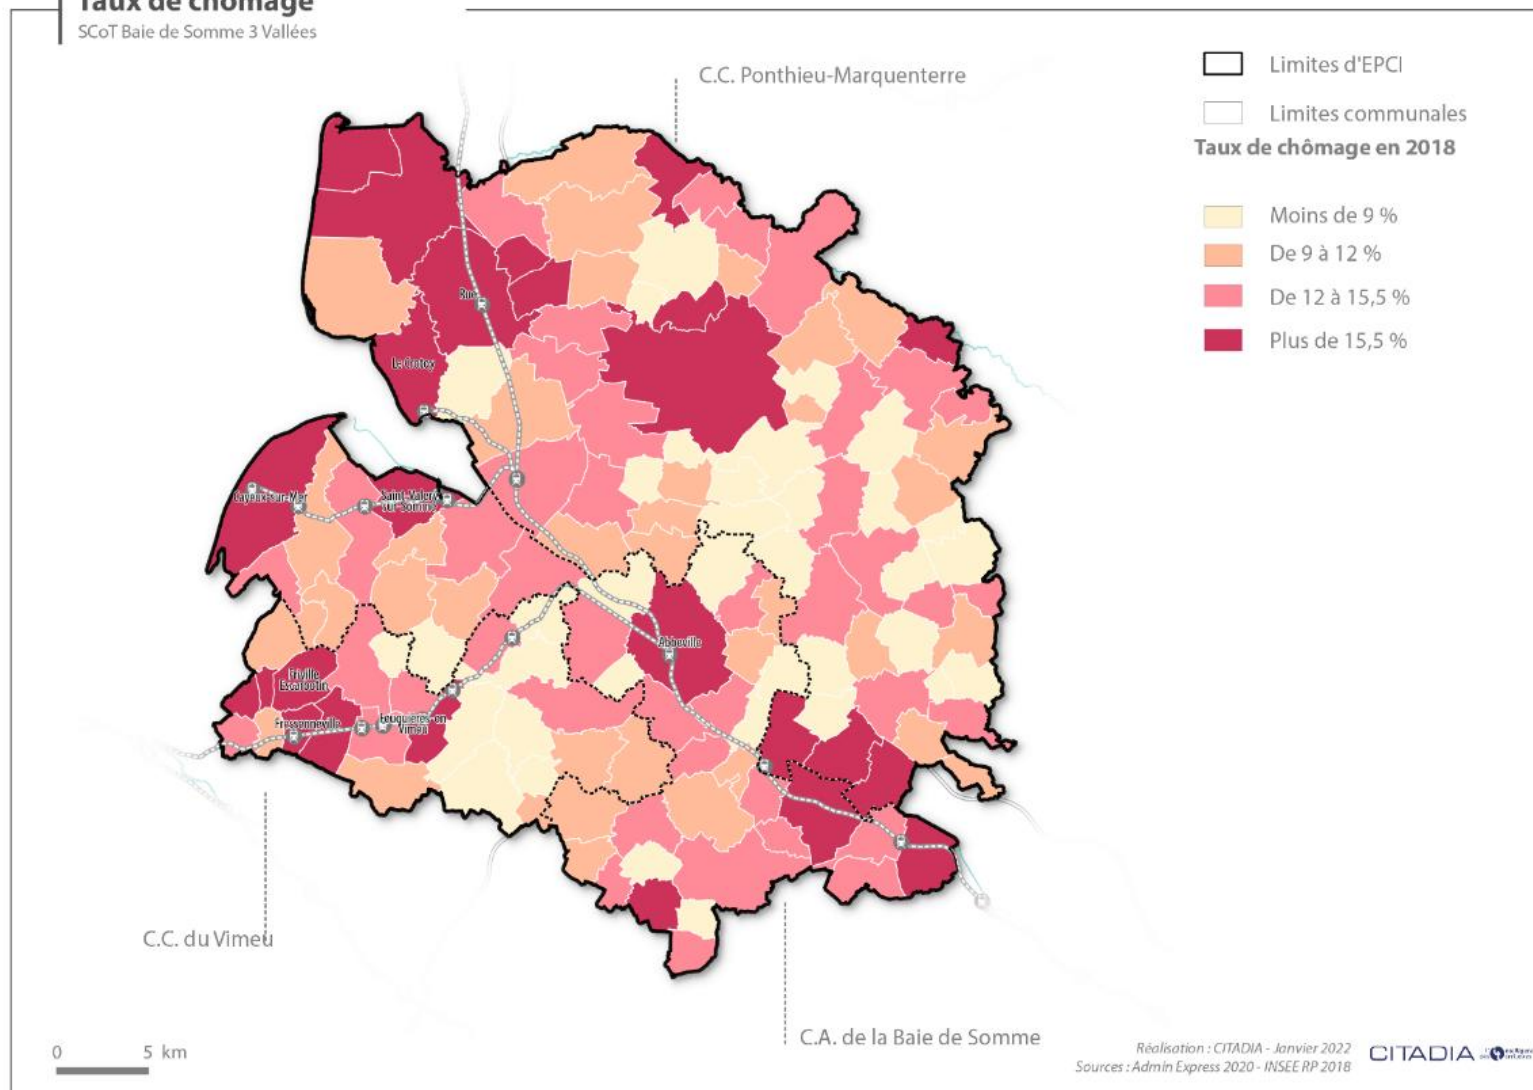 Taux de chômage
SCoT Baie de Somme 3 Vallées
C.C. Ponthieu-Marquenterre
Limites d'EPCI
Limites communales
Taux de chômage en 2018
Moins de 9 %
De 9 à 12 %
De 12 à 15,5 %
Plus de 15,5 %
Rue
Le Crotoy
Cayeux-sur-Mer
Saint-Valery
sur-Somme
Abbeville
Friville
Escarbotin
Fressenneville
Feuquières-en
Vimeu
C.C. du Vimeu
C.A. de la Baie de Somme
0 5 km
Réalisation : CITADIA - Janvier 2022
Sources : Admin Express 2020 - INSEE RP 2018
CITADIA